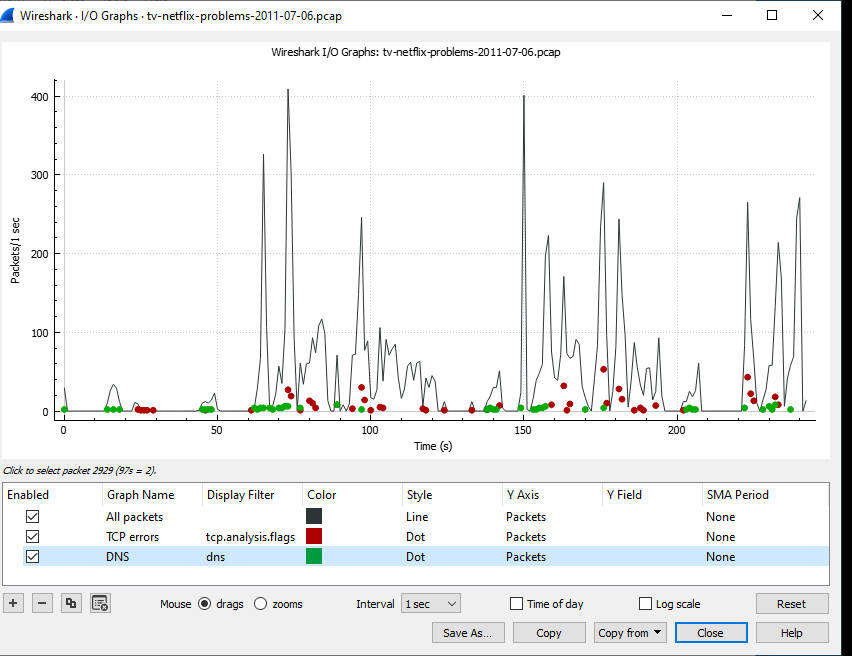 Wireshark · I/O Graphs · tv-netflix-problems-2011-07-06.pcap
Wireshark I/O Graphs: tv-netflix-problems-2011-07-06.pcap
Packets/1 sec
400
300
200
100
0
0 50 100 150 200
Time (s)
Click to select packet 2929 (97s = 2).
Enabled Graph Name Display Filter Color Style Y Axis Y Field SMA Period
All packets Line Packets None
TCP errors tcp.analysis.flags Dot Packets None
DNS dns Dot Packets None
+ − Mouse drags zooms Interval 1 sec Time of day Log scale Reset
Save As... Copy Copy from Close Help